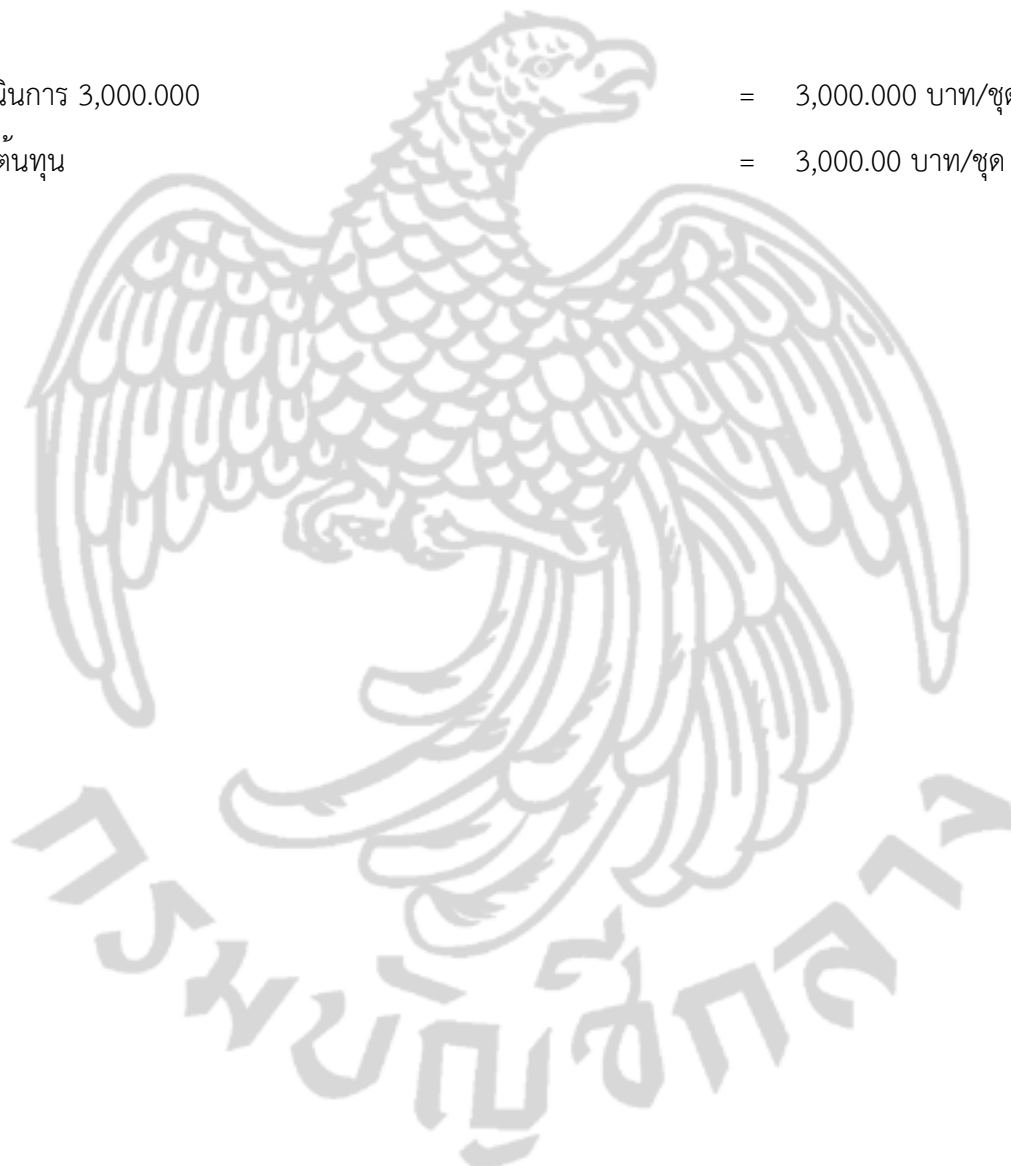 นินการ 3,000.000 = 3,000.000 บาท/ชุด
ต้นทุน = 3,000.00 บาท/ชุด
กรมบัญชีกลาง